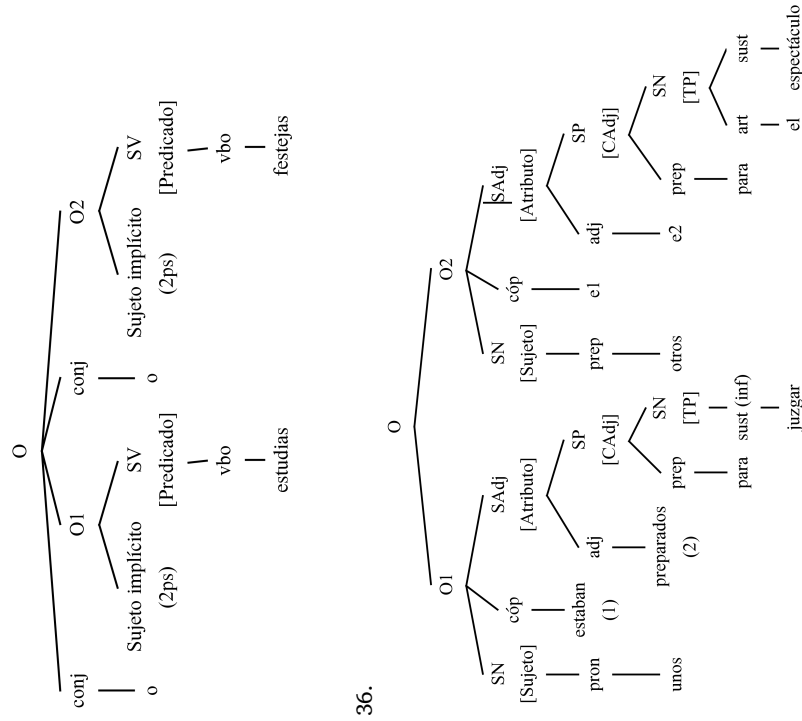 O
conj O1 conj O2
o Sujeto implícito SV o Sujeto implícito SV
(2ps) [Predicado] (2ps) [Predicado]
vbo vbo
estudias festejas
36.
O
O1 O2
SN cóp SAdj SN cóp SAdj
[Sujeto] [Atributo] [Sujeto] [Atributo]
pron estaban adj SP prep e1 adj SP
(1) [CAdj] [CAdj]
unos preparados prep SN otros e2 prep SN
(2) [TP] [TP]
para sust (inf) para art sust
juzgar el espectáculo